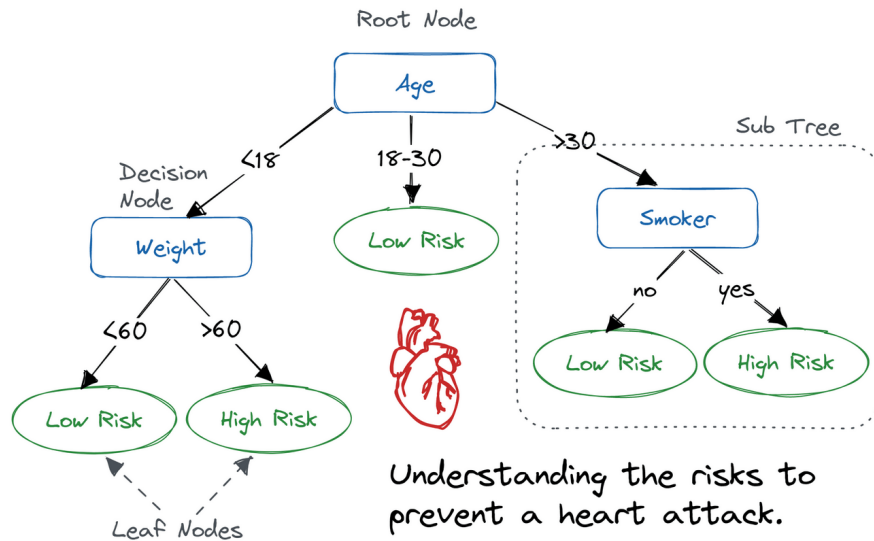 Root Node
Age
Sub Tree
<18
18-30
>30
Decision
Node
Weight
Low Risk
Smoker
no
yes
<60
>60
Low Risk
High Risk
Low Risk
High Risk
Understanding the risks to
prevent a heart attack.
Leaf Nodes